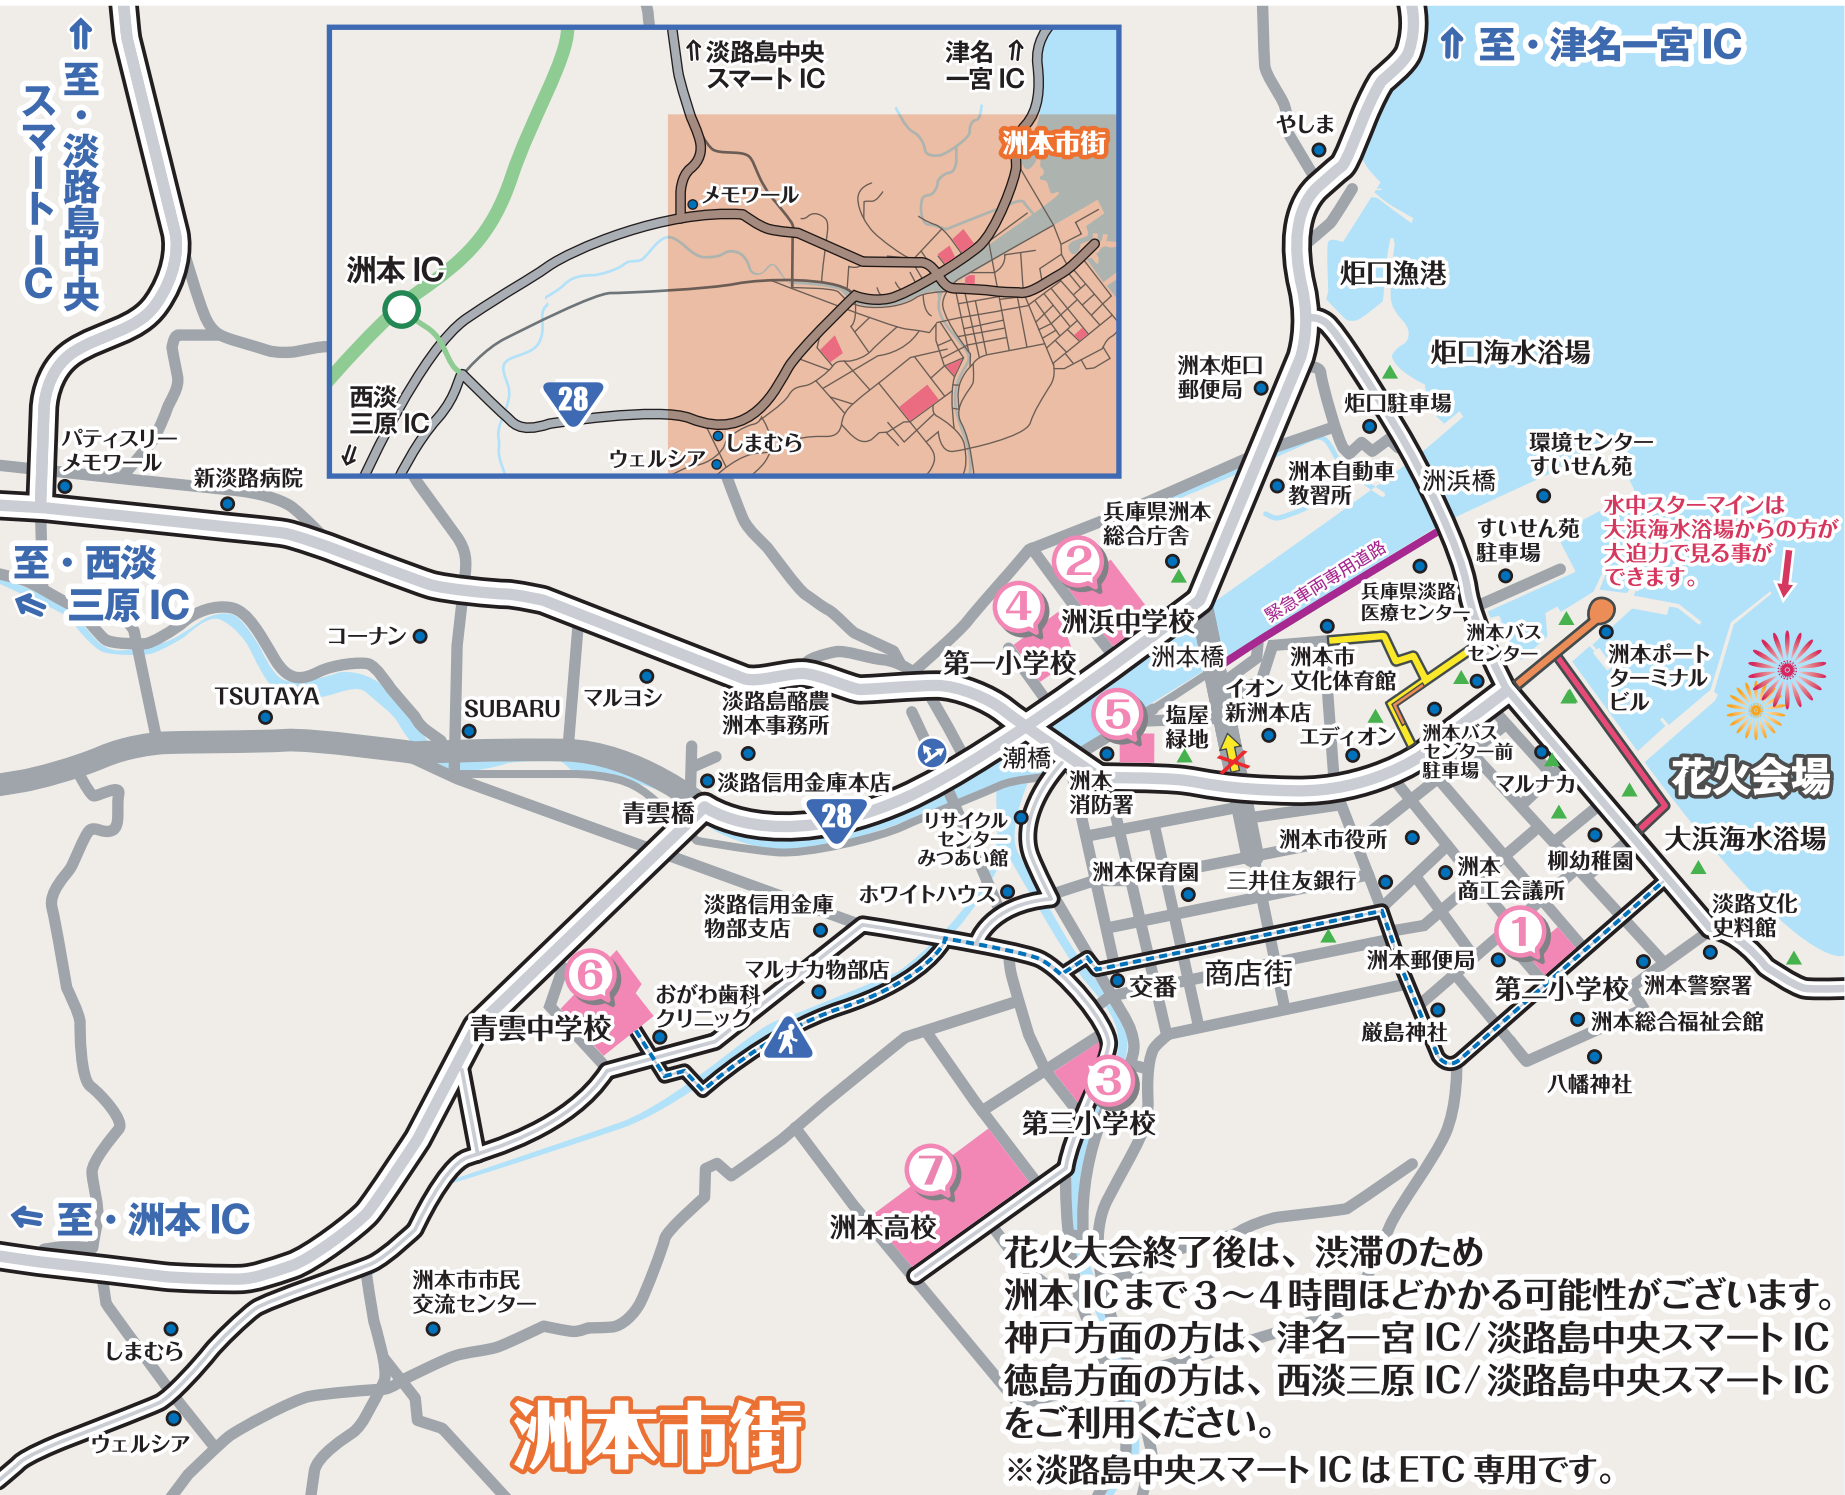 ⇑ 至・淡路島中央
スマートIC
⇑ 淡路島中央
スマート IC
津名 ⇑
一宮 IC
洲本市街
メモワール
洲本 IC
西淡
三原 IC
⇓
28
しまむら
ウェルシア
⇑ 至・津名一宮 IC
やしま
炬口漁港
炬口海水浴場
洲本炬口
郵便局
炬口駐車場
環境センター
すいせん苑
洲本自動車
教習所
洲浜橋
水中スターマインは
大浜海水浴場からの方が
大迫力で見る事が
できます。
すいせん苑
駐車場
パティスリー
メモワール
新淡路病院
兵庫県洲本
総合庁舎
緊急車両専用道路
兵庫県淡路
医療センター
至・西淡
⇐ 三原 IC
②
④
洲浜中学校
第一小学校
洲本橋
コーナン
マルヨシ
TSUTAYA
SUBARU
淡路島酪農
洲本事務所
洲本市
文化体育館
洲本バス
センター
洲本ポート
ターミナル
ビル
イオン
新洲本店
⑤
塩屋
緑地
エディオン
洲本バス
センター前
駐車場
マルナカ
花火会場
潮橋
洲本
消防署
淡路信用金庫本店
青雲橋
28
リサイクル
センター
みつあい館
洲本市役所
柳幼稚園
大浜海水浴場
洲本保育園
三井住友銀行
洲本
商工会議所
ホワイトハウス
淡路信用金庫
物部支店
淡路文化
史料館
①
洲本郵便局
第二小学校
洲本警察署
マルナカ物部店
⑥
おがわ歯科
クリニック
青雲中学校
交番
商店街
厳島神社
洲本総合福祉会館
八幡神社
③
第三小学校
⑦
洲本高校
⇐ 至・洲本 IC
洲本市市民
交流センター
しまむら
ウェルシア
洲本市街
花火大会終了後は、渋滞のため
洲本 ICまで３～４時間ほどかかる可能性がございます。
神戸方面の方は、津名一宮 IC/ 淡路島中央スマート IC
徳島方面の方は、西淡三原 IC/ 淡路島中央スマート IC
をご利用ください。
※淡路島中央スマート IC は ETC 専用です。